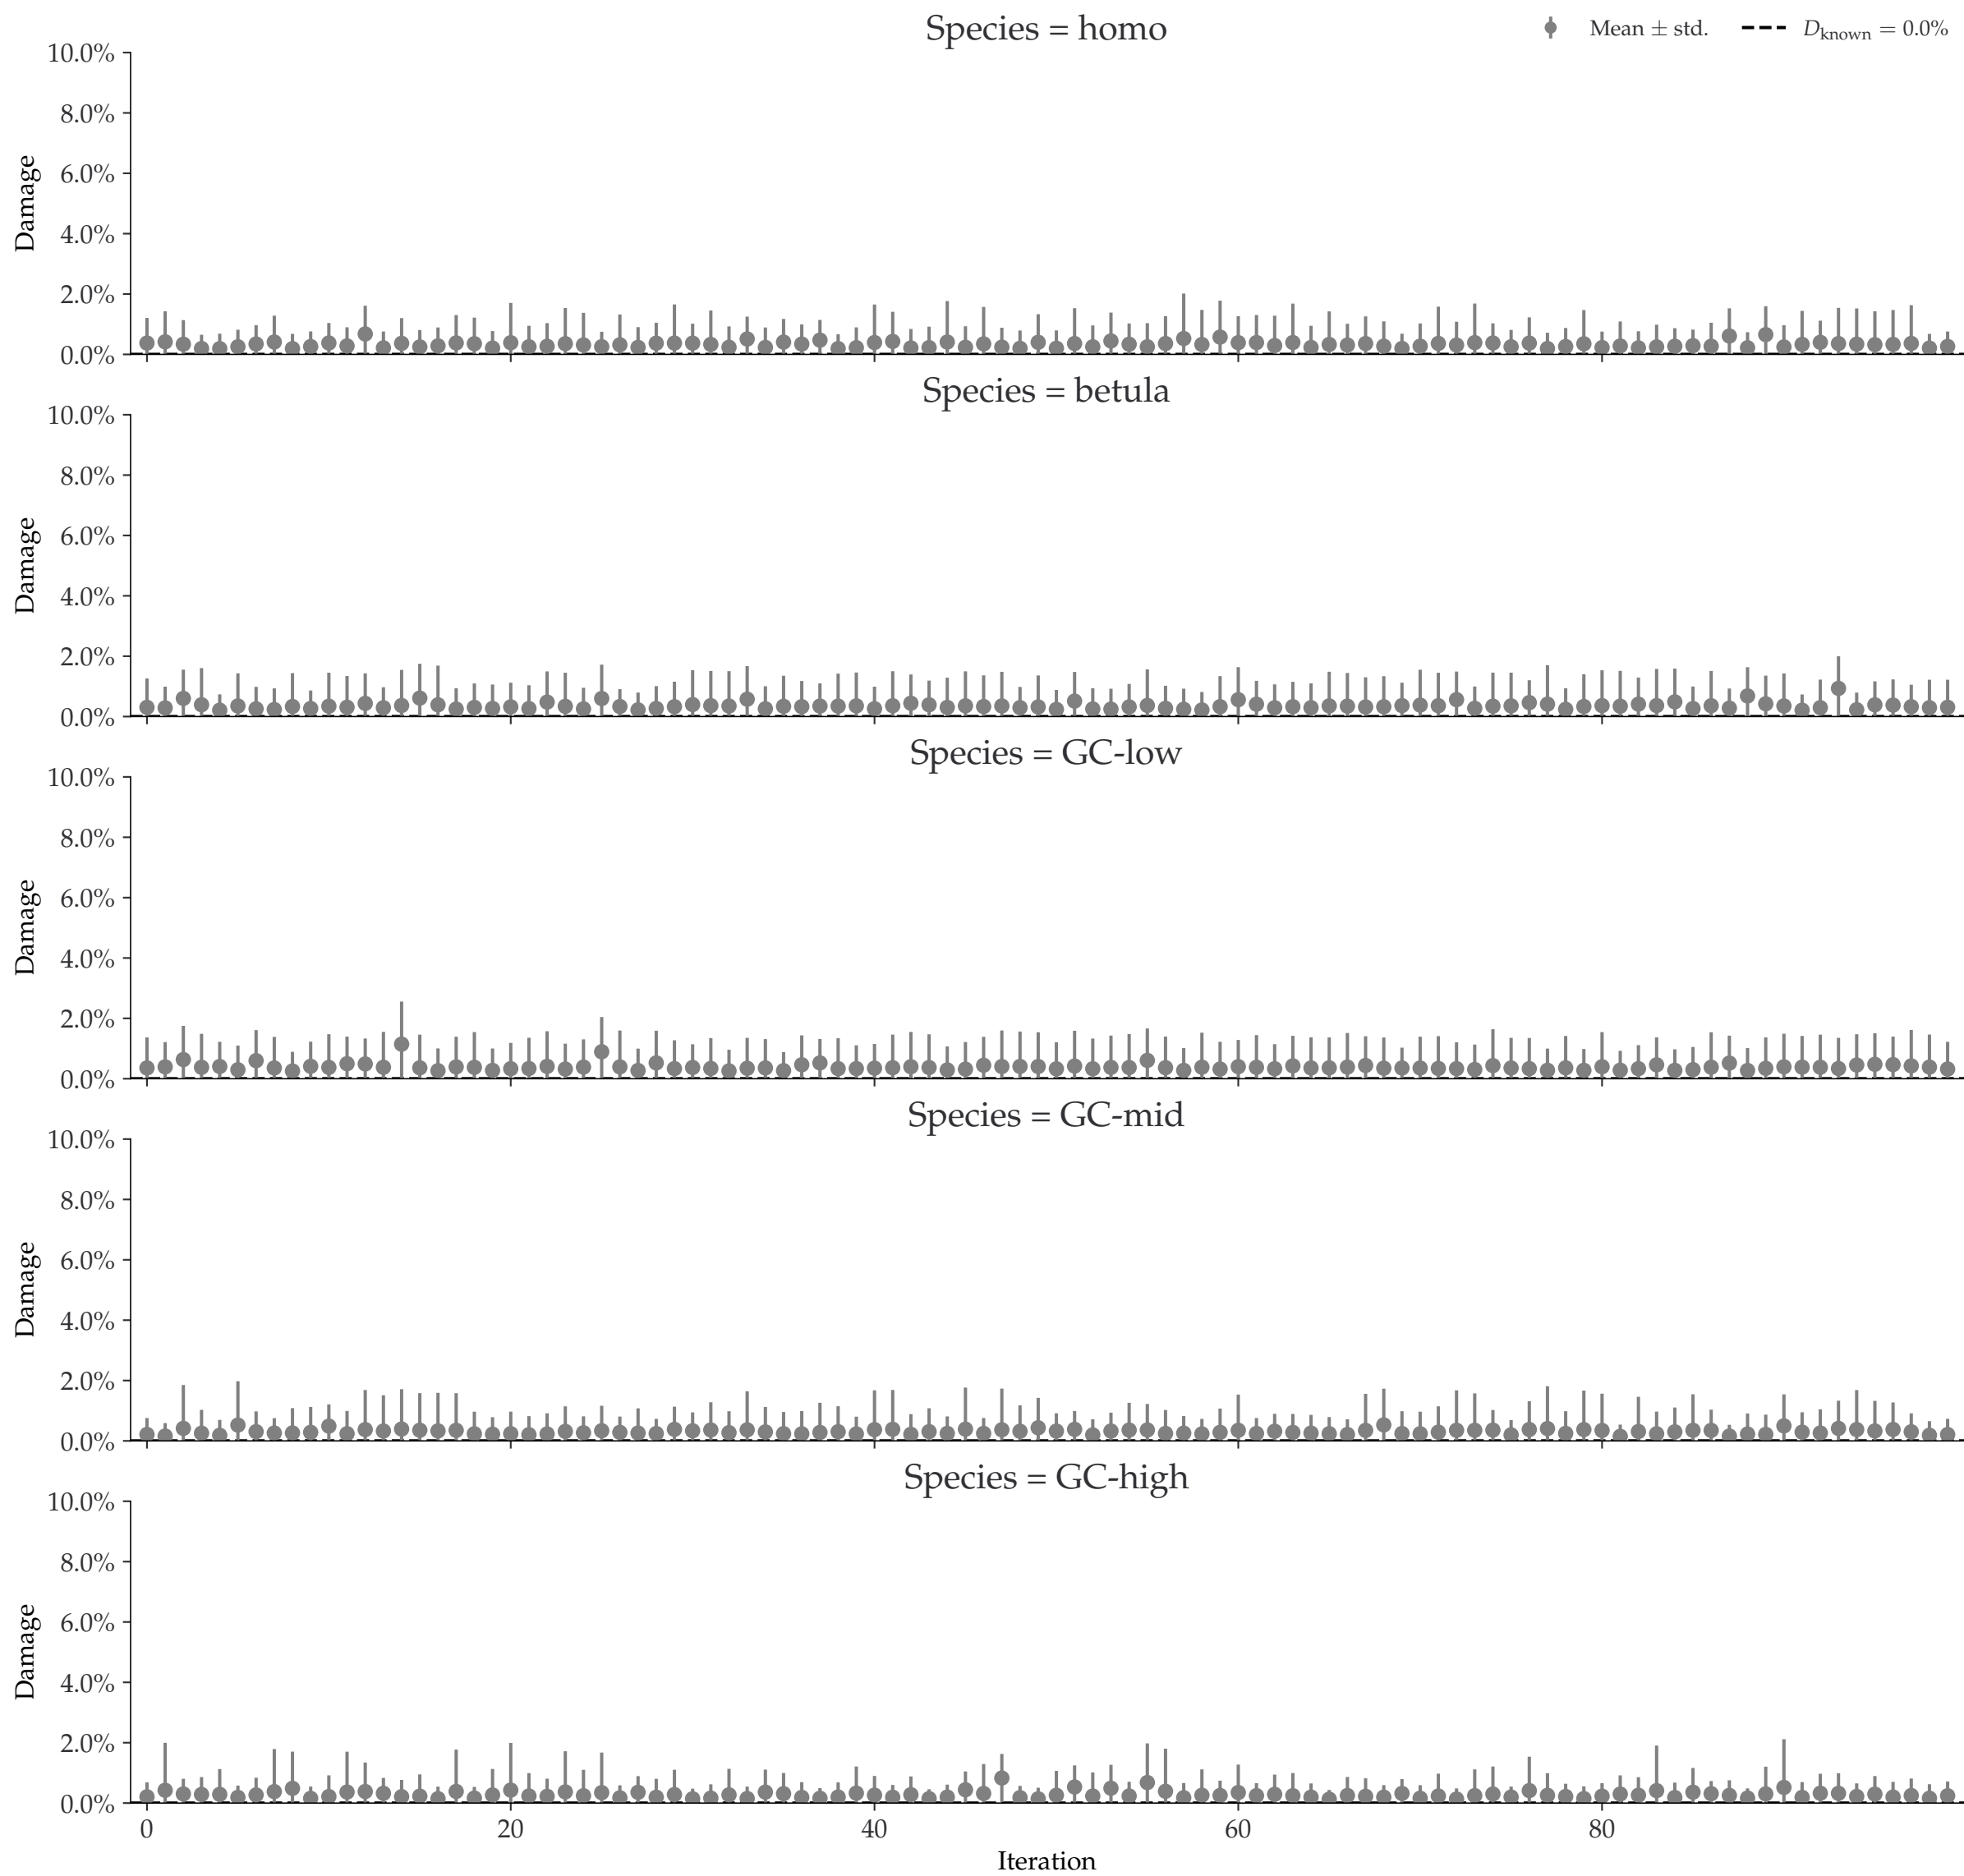 Species = homo
Mean ± std.
D_known = 0.0%
10.0%
8.0%
6.0%
4.0%
2.0%
0.0%
Damage
Species = betula
10.0%
8.0%
6.0%
4.0%
2.0%
0.0%
Damage
Species = GC-low
10.0%
8.0%
6.0%
4.0%
2.0%
0.0%
Damage
Species = GC-mid
10.0%
8.0%
6.0%
4.0%
2.0%
0.0%
Damage
Species = GC-high
10.0%
8.0%
6.0%
4.0%
2.0%
0.0%
Damage
0 20 40 60 80
Iteration